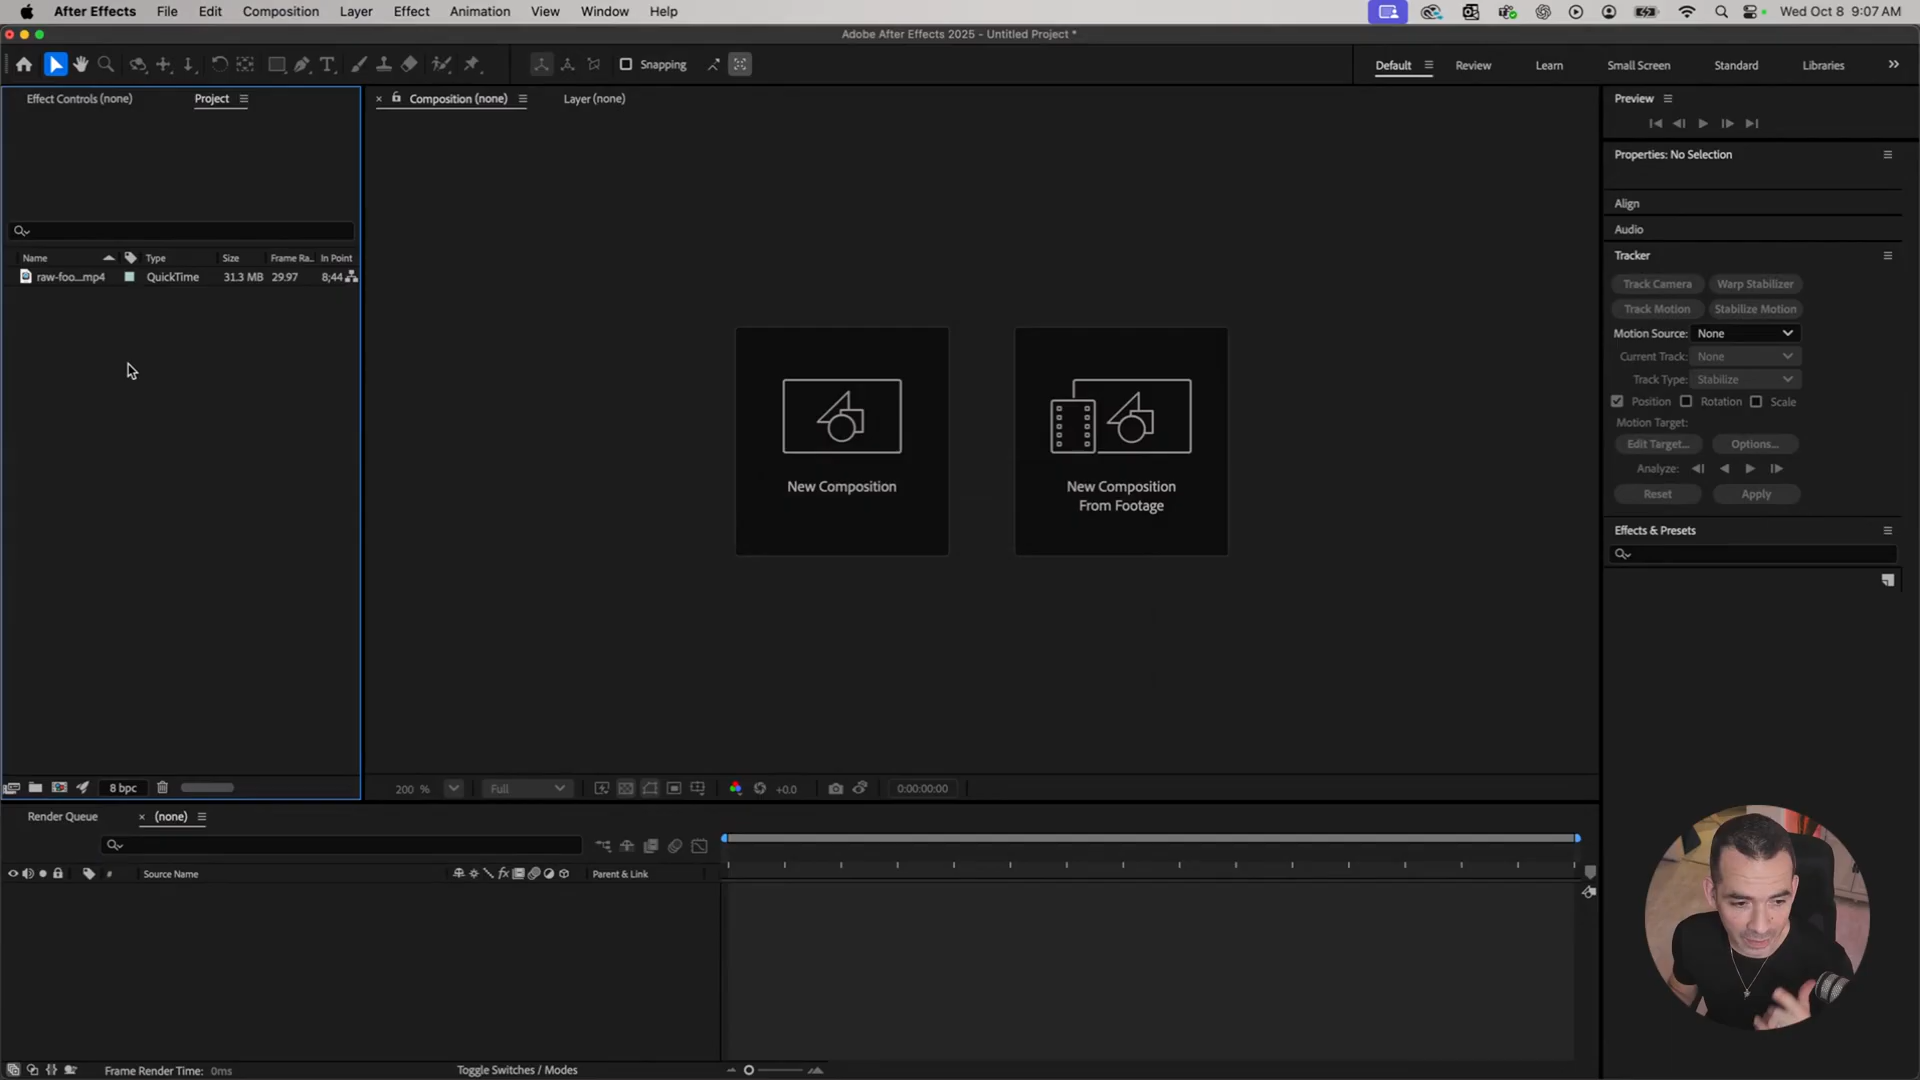 After Effects File Edit Composition Layer Effect Animation View Window Help Wed Oct 8 9:07 AM
Adobe After Effects 2025 - Untitled Project *
Snapping Default Review Learn Small Screen Standard Libraries
Effect Controls (none) Project Composition (none) Layer (none) Preview
Properties: No Selection
Align
Audio
Tracker
Name Type Size Frame Ra... In Point
raw-foo...mp4 QuickTime 31.3 MB 29.97 8;44
Track Camera Warp Stabilizer
Track Motion Stabilize Motion
Motion Source: None
Current Track: None
Track Type: Stabilize
Position Rotation Scale
Motion Target:
Edit Target... Options...
Analyze:
Reset Apply
New Composition
New Composition
From Footage
Effects & Presets
8 bpc 200 % Full +0.0 0:00:00:00
Render Queue (none)
# Source Name fx Parent & Link
Frame Render Time: 0ms Toggle Switches / Modes